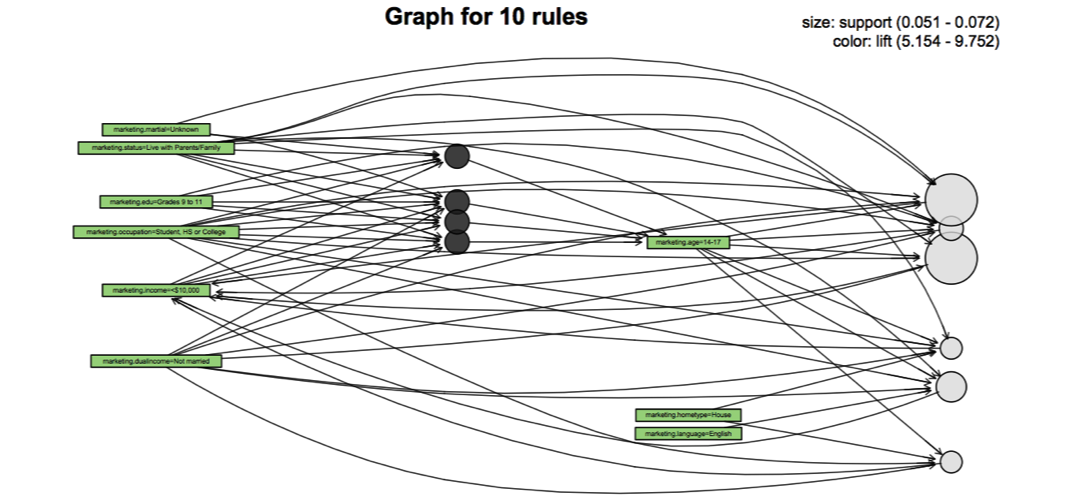 Graph for 10 rules
size: support (0.051 - 0.072)
color: lift (5.154 - 9.752)
marketing.martial=Unknown
marketing.status=Live with Parents/Family
marketing.edu=Grades 9 to 11
marketing.occupation=Student, HS or College
marketing.age=14-17
marketing.income=<$10,000
marketing.dualincome=Not married
marketing.hometype=House
marketing.language=English